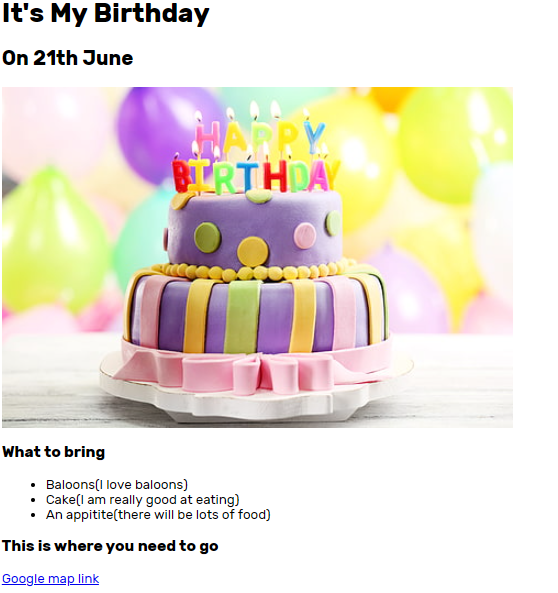 It's My Birthday
On 21th June
HAPPY
BIRTHDAY
What to bring
Baloons(I love baloons)
Cake(I am really good at eating)
An appitite(there will be lots of food)
This is where you need to go
Google map link